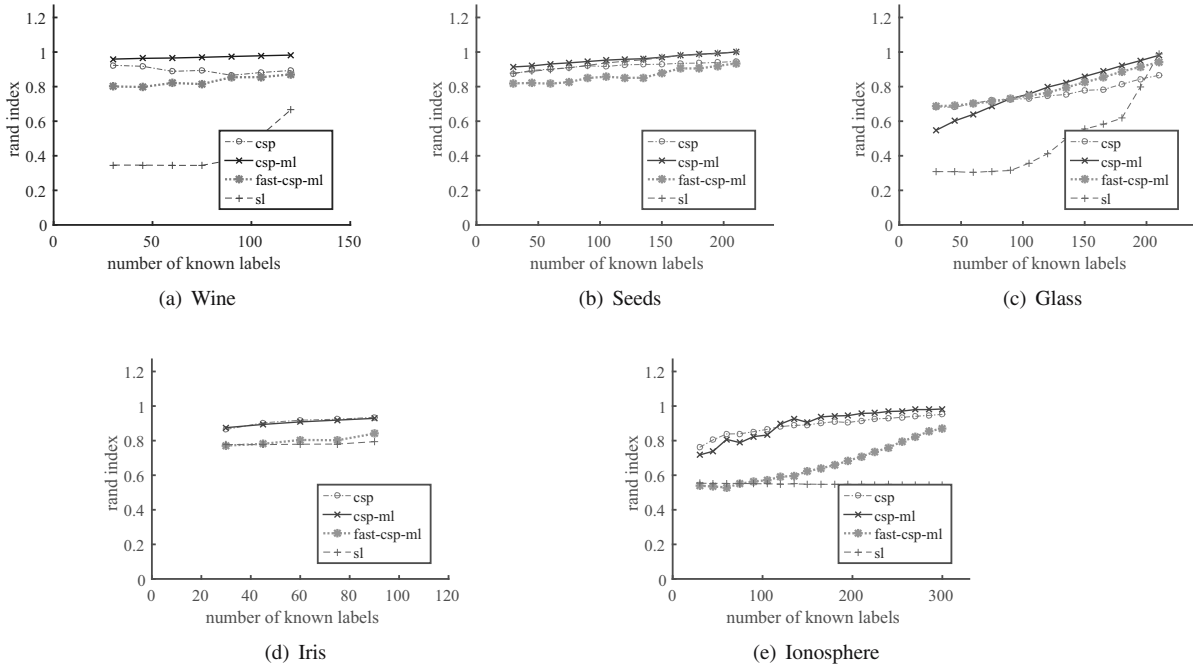 1.2
1
0.8
0.6
0.4
0.2
0
rand index
csp
csp-ml
fast-csp-ml
sl
0 50 100 150
number of known labels
(a) Wine
1.2
1
0.8
0.6
0.4
0.2
0
rand index
csp
csp-ml
fast-csp-ml
sl
0 50 100 150 200
number of known labels
(b) Seeds
1.2
1
0.8
0.6
0.4
0.2
0
rand index
csp
csp-ml
fast-csp-ml
sl
0 50 100 150 200
number of known labels
(c) Glass
1.2
1
0.8
0.6
0.4
0.2
0
rand index
csp
csp-ml
fast-csp-ml
sl
0 20 40 60 80 100 120
number of known labels
(d) Iris
1.2
1
0.8
0.6
0.4
0.2
0
rand index
csp
csp-ml
fast-csp-ml
sl
0 100 200 300
number of known labels
(e) Ionosphere